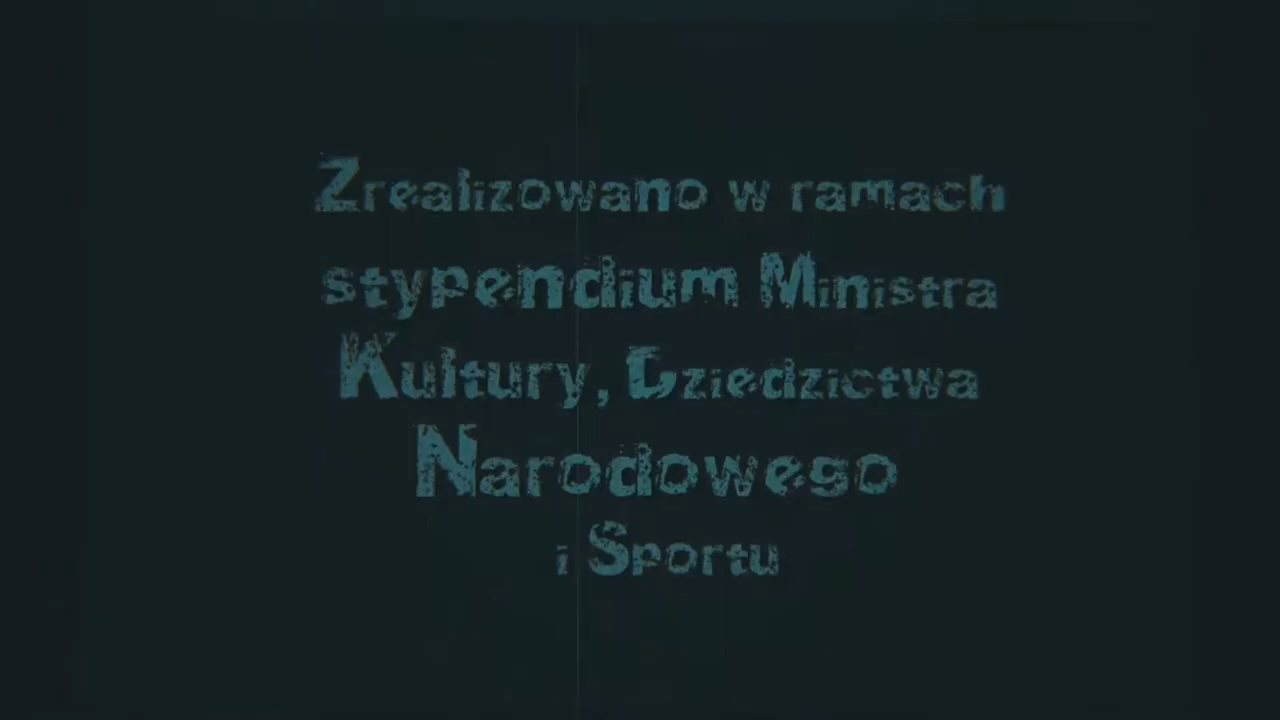 Zrealizowano w ramach
stypendium Ministra
Kultury, Dziedzictwa
Narodowego
i Sportu